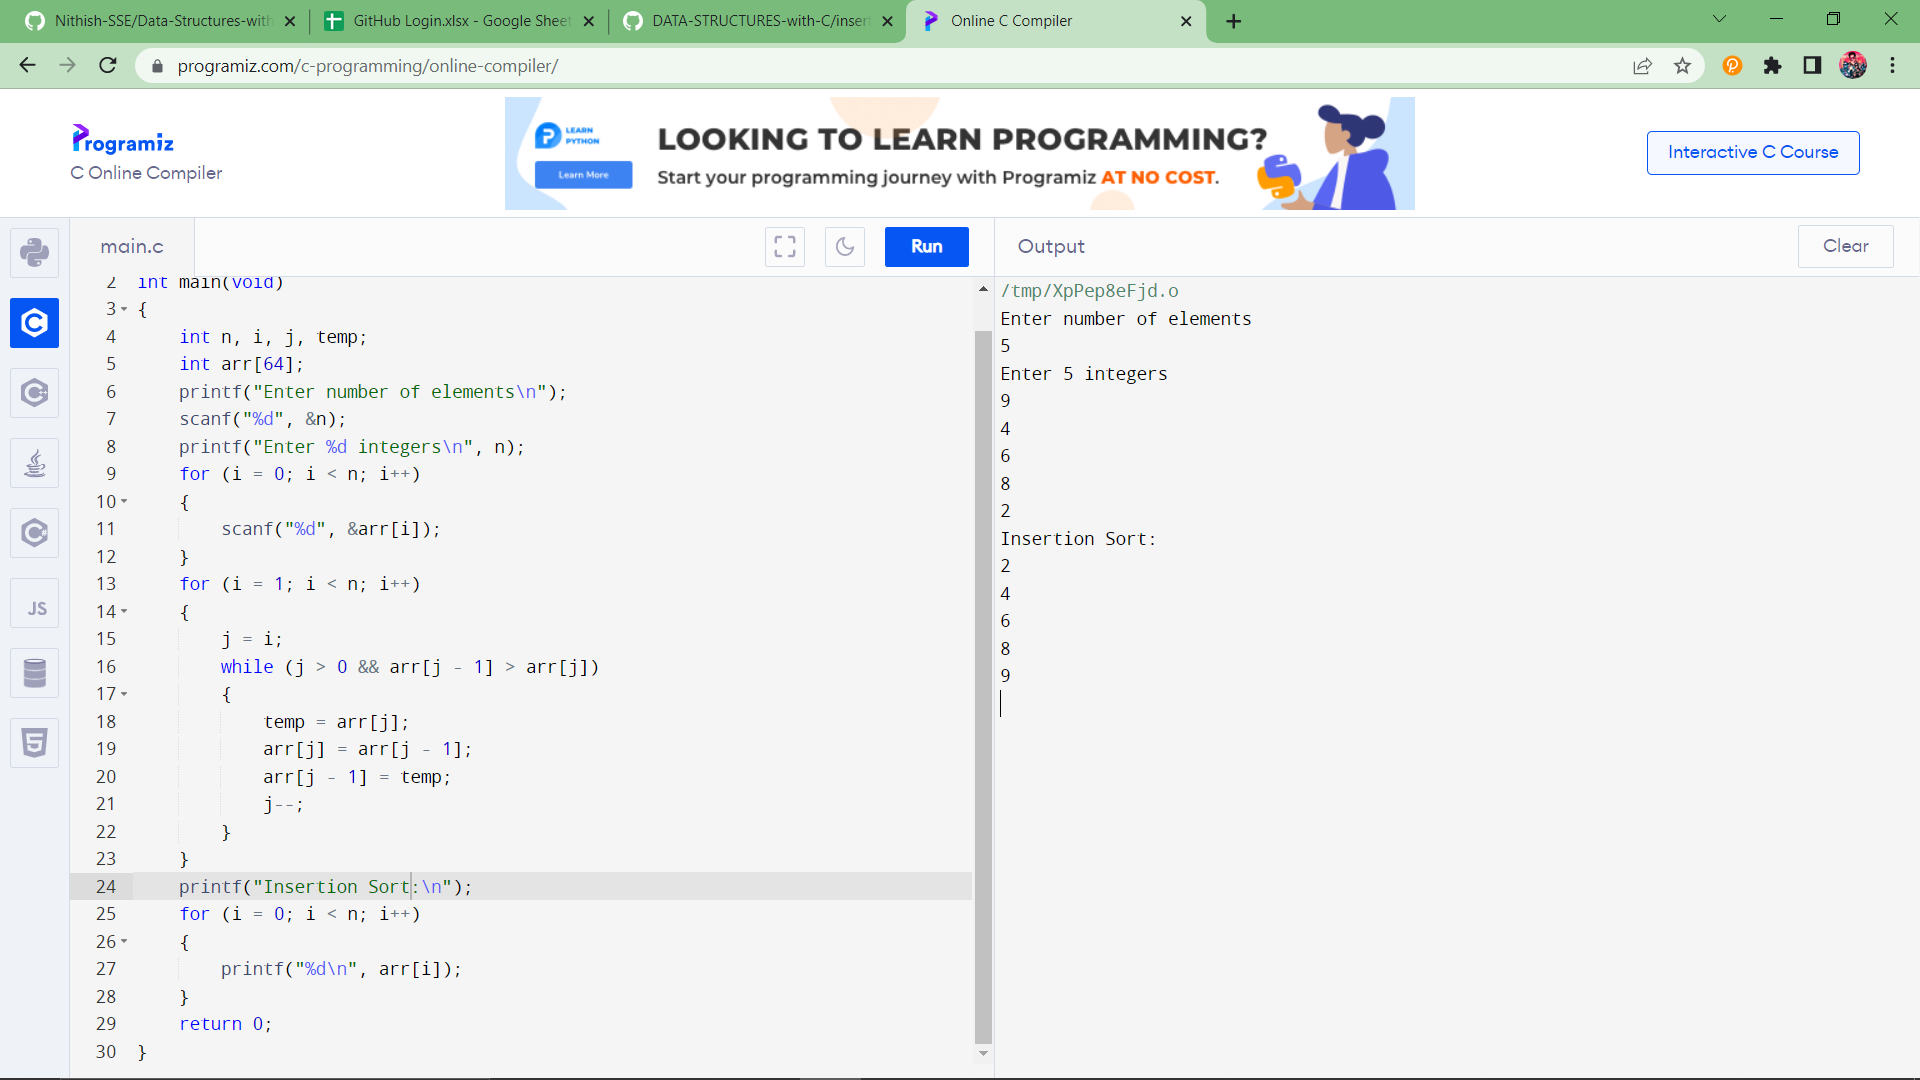 Nithish-SSE/Data-Structures-with
GitHub Login.xlsx - Google Sheet
DATA-STRUCTURES-with-C/insert
Online C Compiler
programiz.com/c-programming/online-compiler/
Programiz
C Online Compiler
LEARN
PYTHON
Learn More
LOOKING TO LEARN PROGRAMMING?
Start your programming journey with Programiz AT NO COST.
Interactive C Course
main.c
Run
Output
Clear
JS
2 int main(void)
3 {
4 int n, i, j, temp;
5 int arr[64];
6 printf("Enter number of elements\n");
7 scanf("%d", &n);
8 printf("Enter %d integers\n", n);
9 for (i = 0; i < n; i++)
10 {
11 scanf("%d", &arr[i]);
12 }
13 for (i = 1; i < n; i++)
14 {
15 j = i;
16 while (j > 0 && arr[j - 1] > arr[j])
17 {
18 temp = arr[j];
19 arr[j] = arr[j - 1];
20 arr[j - 1] = temp;
21 j--;
22 }
23 }
24 printf("Insertion Sort:\n");
25 for (i = 0; i < n; i++)
26 {
27 printf("%d\n", arr[i]);
28 }
29 return 0;
30 }
/tmp/XpPep8eFjd.o
Enter number of elements
5
Enter 5 integers
9
4
6
8
2
Insertion Sort:
2
4
6
8
9